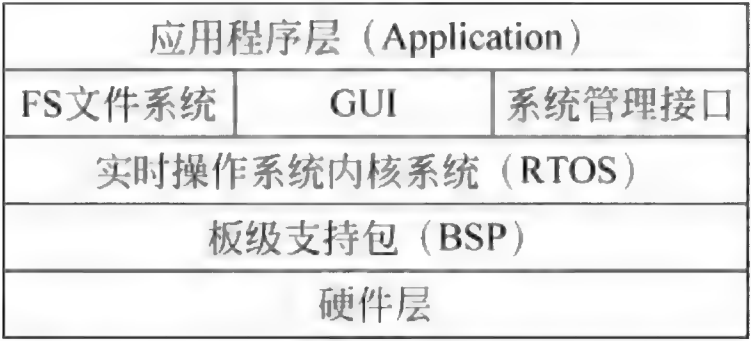 应用程序层（Application）
FS文件系统 GUI 系统管理接口
实时操作系统内核系统（RTOS）
板级支持包（BSP）
硬件层